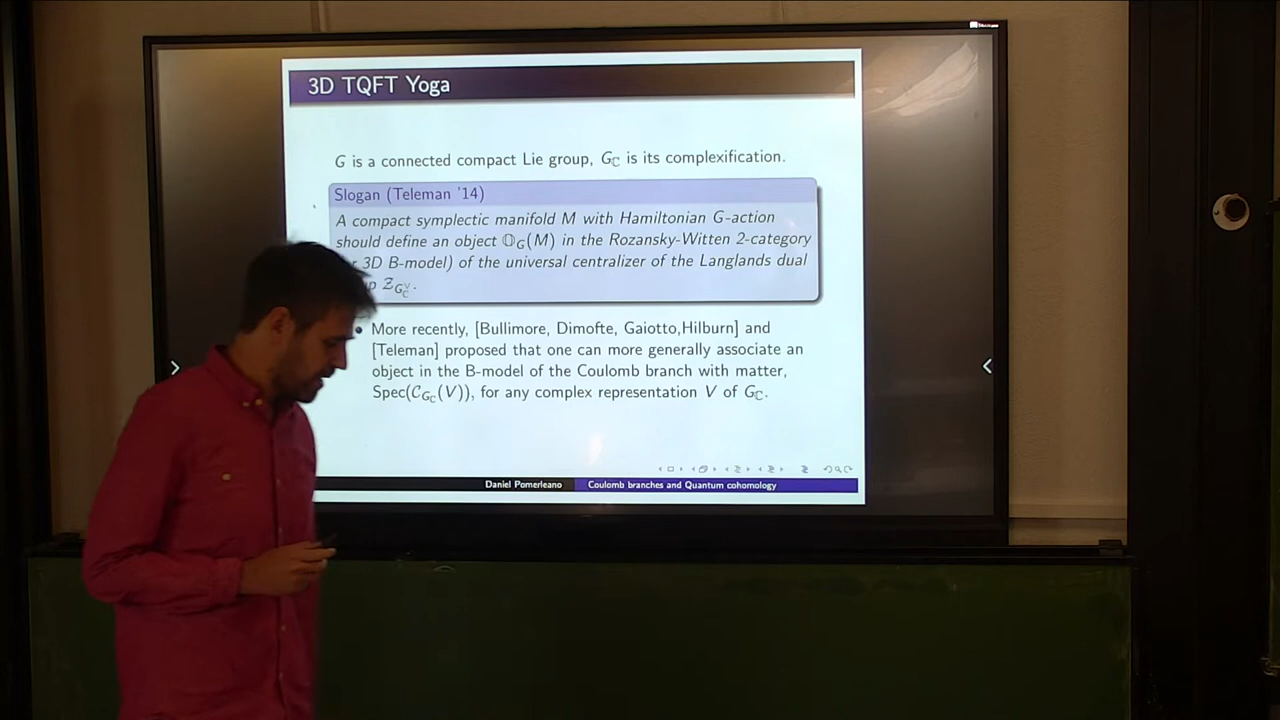 3D TQFT Yoga
G is a connected compact Lie group, G_ℂ is its complexification.
Slogan (Teleman '14)
A compact symplectic manifold M with Hamiltonian G-action
should define an object 𝕆_G(M) in the Rozansky-Witten 2-category
3D B-model) of the universal centralizer of the Langlands dual
𝒵_{G_ℂ^∨}.
• More recently, [Bullimore, Dimofte, Gaiotto,Hilburn] and
[Teleman] proposed that one can more generally associate an
object in the B-model of the Coulomb branch with matter,
Spec(𝒞_{G_ℂ}(V)), for any complex representation V of G_ℂ.
Daniel Pomerleano Coulomb branches and Quantum cohomology